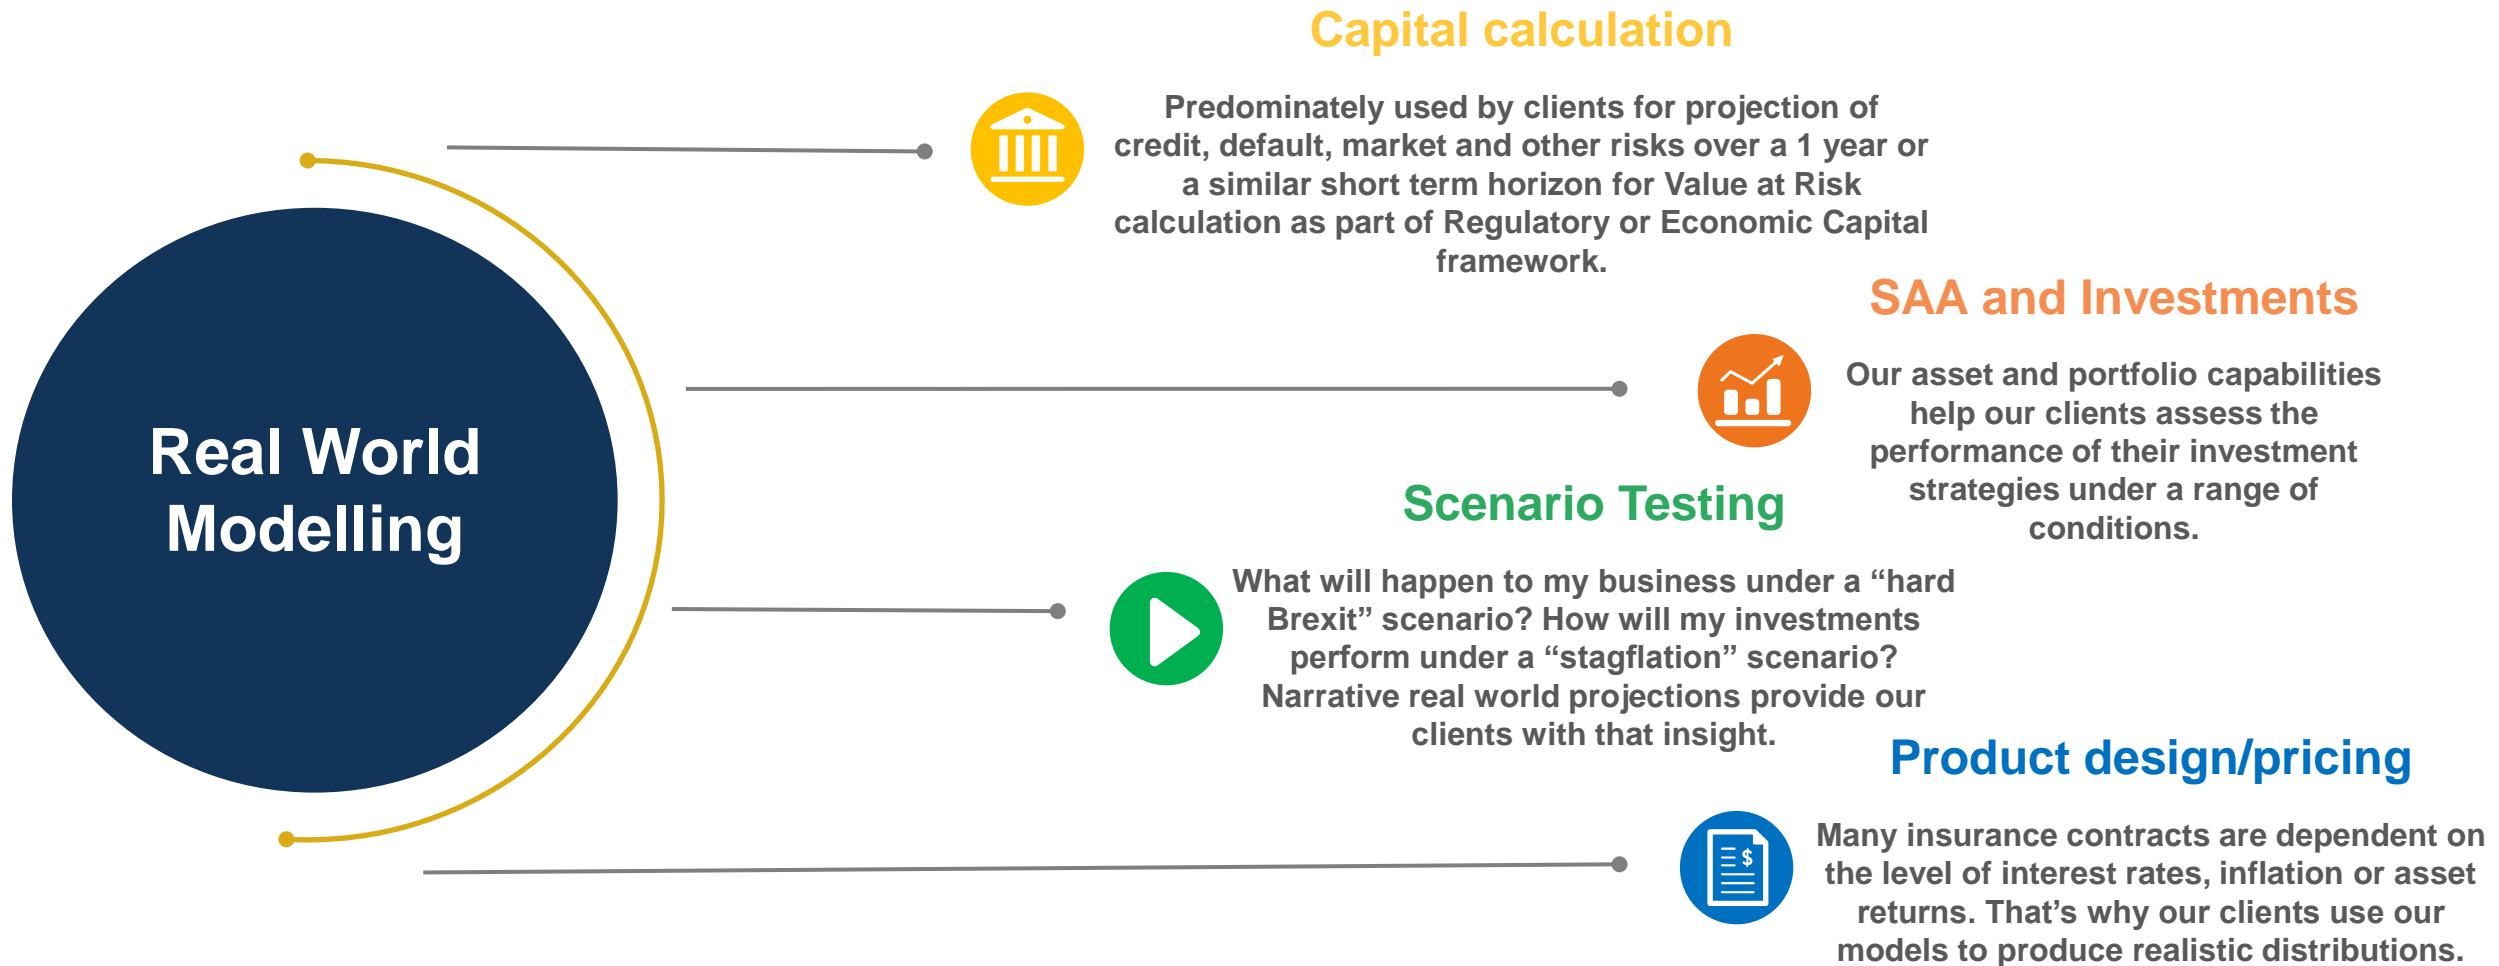 Real World
Modelling
Capital calculation
Predominately used by clients for projection of
credit, default, market and other risks over a 1 year or
a similar short term horizon for Value at Risk
calculation as part of Regulatory or Economic Capital
framework.
SAA and Investments
Our asset and portfolio capabilities
help our clients assess the
performance of their investment
strategies under a range of
conditions.
Scenario Testing
What will happen to my business under a “hard
Brexit” scenario? How will my investments
perform under a “stagflation” scenario?
Narrative real world projections provide our
clients with that insight.
Product design/pricing
$
Many insurance contracts are dependent on
the level of interest rates, inflation or asset
returns. That’s why our clients use our
models to produce realistic distributions.